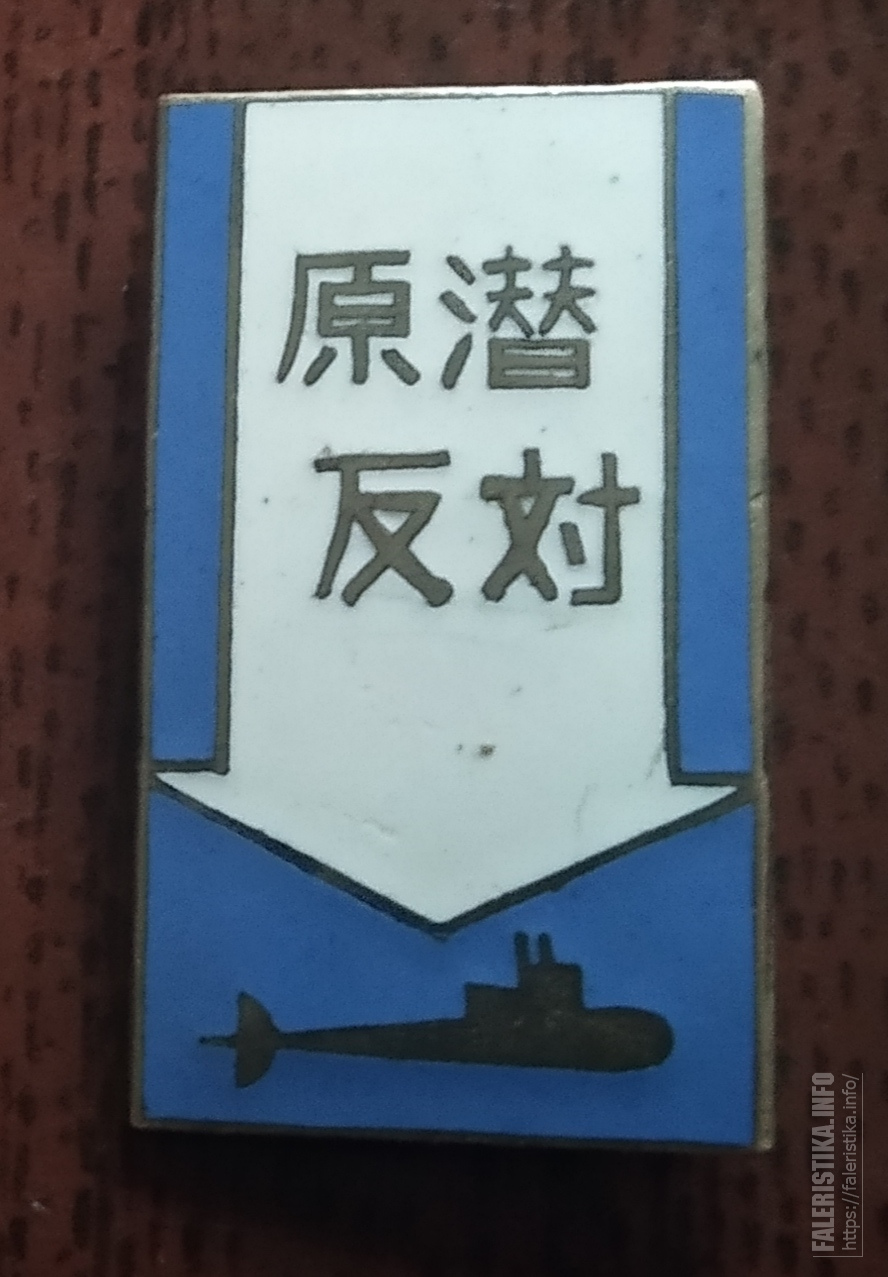 原潜
反対
FALERISTIKA.INFO
https://faleristika.info/